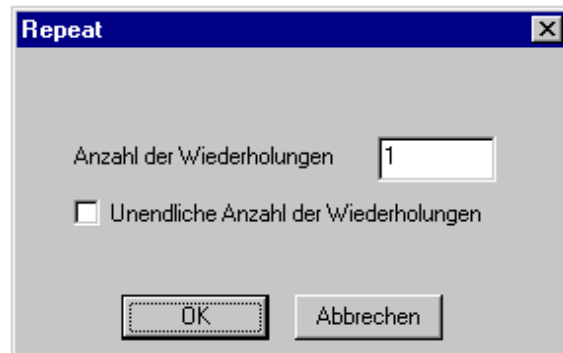 Repeat
Anzahl der Wiederholungen 1
Unendliche Anzahl der Wiederholungen
OK Abbrechen